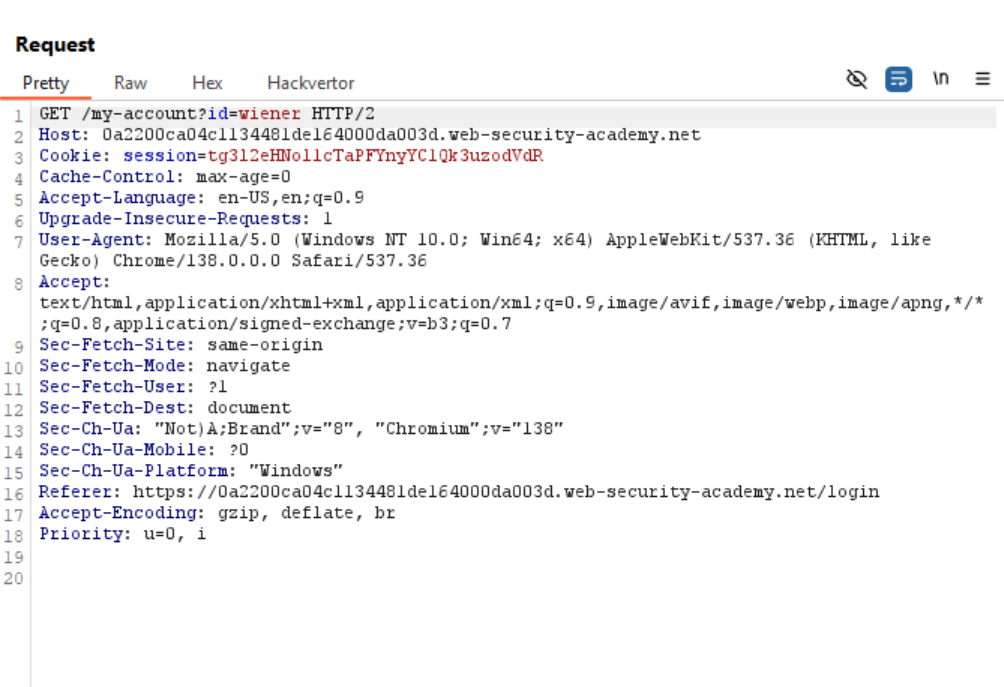 Request
Pretty Raw Hex Hackvertor \n
1 GET /my-account?id=wiener HTTP/2
2 Host: 0a2200ca04c1134481de164000da003d.web-security-academy.net
3 Cookie: session=tg3l2eHNol1cTaPFYnyYC1Qk3uzodVdR
4 Cache-Control: max-age=0
5 Accept-Language: en-US,en;q=0.9
6 Upgrade-Insecure-Requests: 1
7 User-Agent: Mozilla/5.0 (Windows NT 10.0; Win64; x64) AppleWebKit/537.36 (KHTML, like
Gecko) Chrome/138.0.0.0 Safari/537.36
8 Accept:
text/html,application/xhtml+xml,application/xml;q=0.9,image/avif,image/webp,image/apng,*/*
;q=0.8,application/signed-exchange;v=b3;q=0.7
9 Sec-Fetch-Site: same-origin
10 Sec-Fetch-Mode: navigate
11 Sec-Fetch-User: ?1
12 Sec-Fetch-Dest: document
13 Sec-Ch-Ua: "Not)A;Brand";v="8", "Chromium";v="138"
14 Sec-Ch-Ua-Mobile: ?0
15 Sec-Ch-Ua-Platform: "Windows"
16 Referer: https://0a2200ca04c1134481de164000da003d.web-security-academy.net/login
17 Accept-Encoding: gzip, deflate, br
18 Priority: u=0, i
19
20